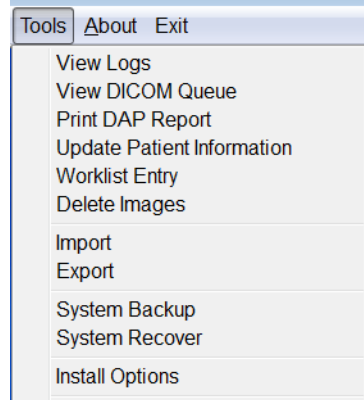 Tools About Exit
View Logs
View DICOM Queue
Print DAP Report
Update Patient Information
Worklist Entry
Delete Images
Import
Export
System Backup
System Recover
Install Options